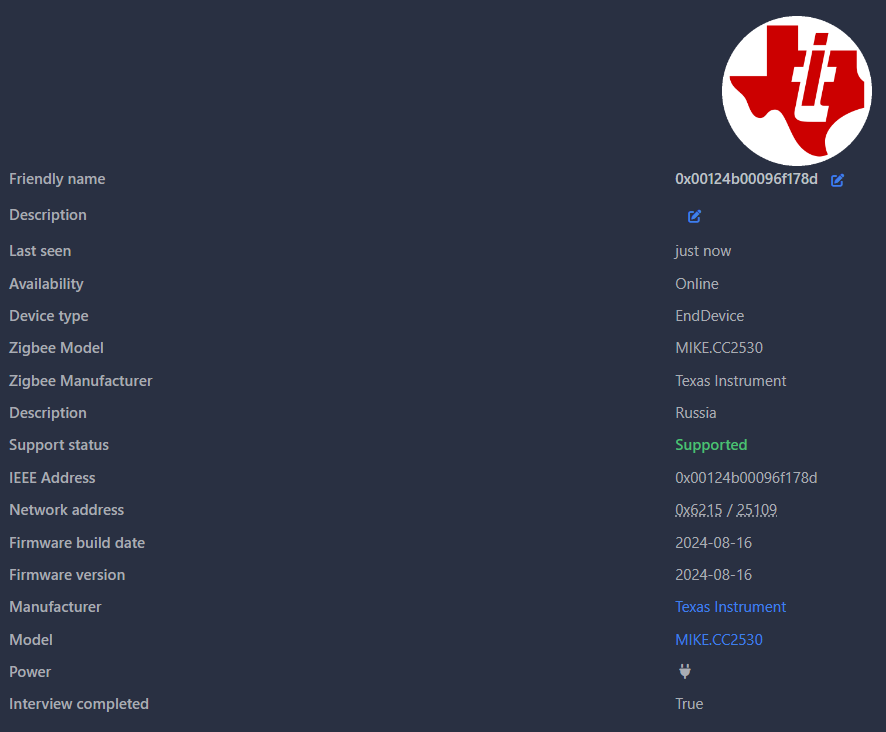 ti
Friendly name 0x00124b00096f178d
Description
Last seen just now
Availability Online
Device type EndDevice
Zigbee Model MIKE.CC2530
Zigbee Manufacturer Texas Instrument
Description Russia
Support status Supported
IEEE Address 0x00124b00096f178d
Network address 0x6215 / 25109
Firmware build date 2024-08-16
Firmware version 2024-08-16
Manufacturer Texas Instrument
Model MIKE.CC2530
Power
Interview completed True